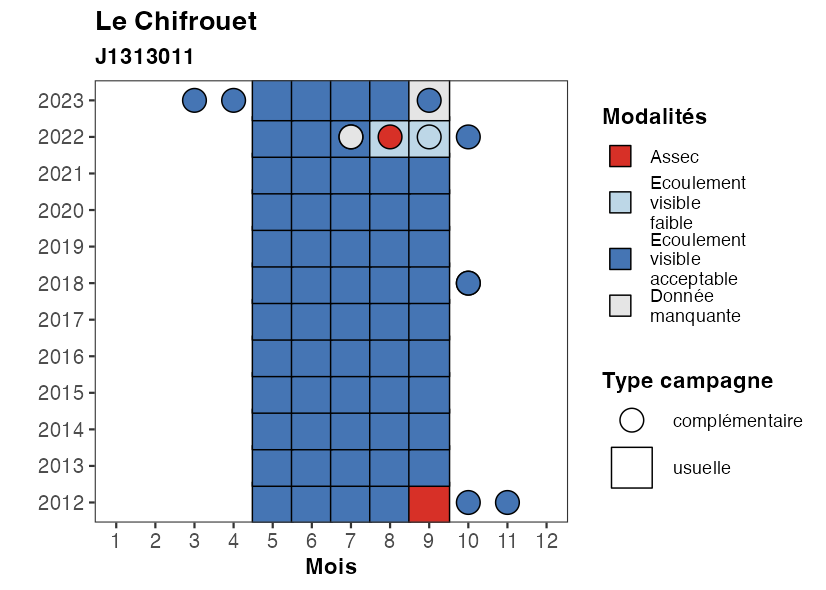 Le Chifrouet
J1313011
2023
2022
2021
2020
2019
2018
2017
2016
2015
2014
2013
2012
1 2 3 4 5 6 7 8 9 10 11 12
Mois
Modalités
Assec
Ecoulement
visible
faible
Ecoulement
visible
acceptable
Donnée
manquante
Type campagne
complémentaire
usuelle